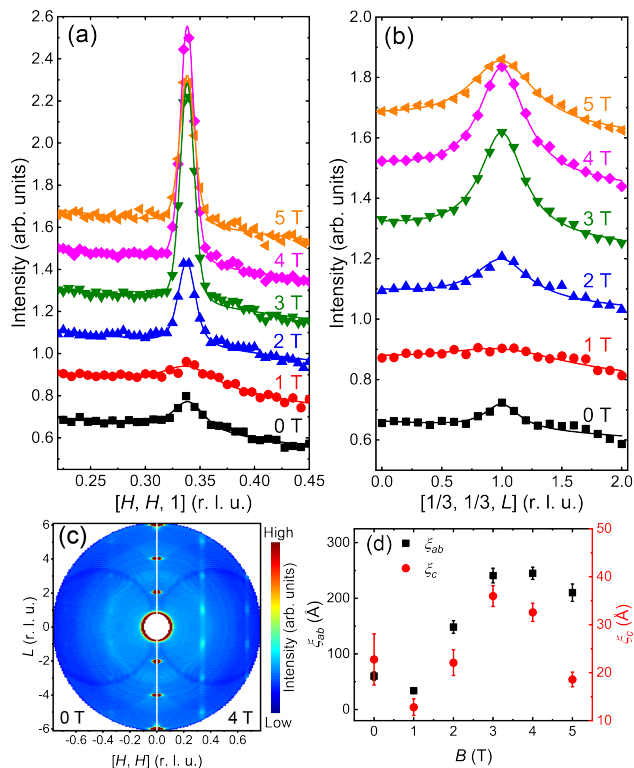 (a)
2.6
2.4
2.2
2.0
1.8
1.6
1.4
1.2
1.0
0.8
0.6
Intensity (arb. units)
5 T
4 T
3 T
2 T
1 T
0 T
0.25 0.30 0.35 0.40 0.45
[H, H, 1] (r. l. u.)
(b)
2.0
1.8
1.6
1.4
1.2
1.0
0.8
0.6
Intensity (arb. units)
5 T
4 T
3 T
2 T
1 T
0 T
0.0 0.5 1.0 1.5 2.0
[1/3, 1/3, L] (r. l. u.)
(c)
6
4
2
0
-2
-4
-6
L (r. l. u.)
0 T
4 T
-0.6 -0.4 -0.2 0.0 0.2 0.4 0.6
[H, H] (r. l. u.)
High
Intensity (arb. units)
Low
(d)
300
200
100
0
ξab (Å)
ξab
ξc
50
40
30
20
10
ξc (Å)
0 1 2 3 4 5
B (T)